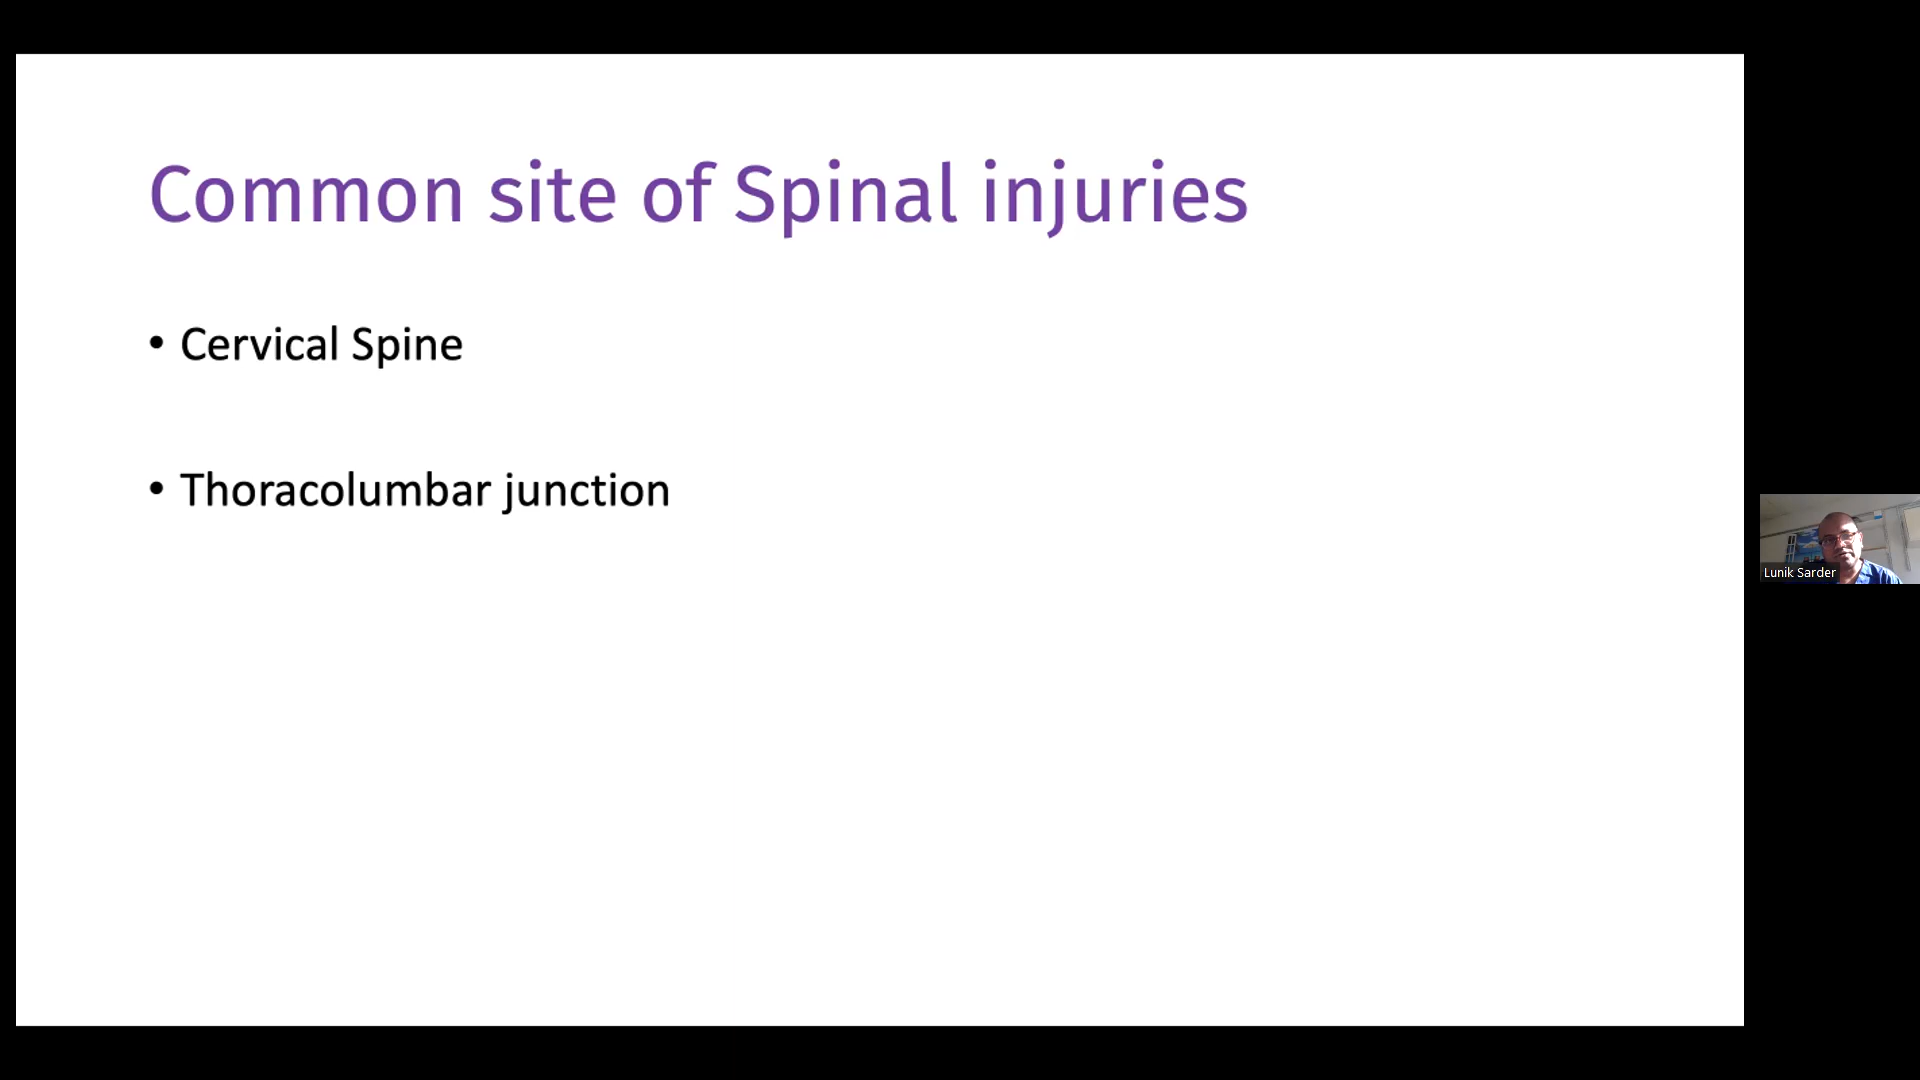 Common site of Spinal injuries
• Cervical Spine
• Thoracolumbar junction
Lunik Sarder